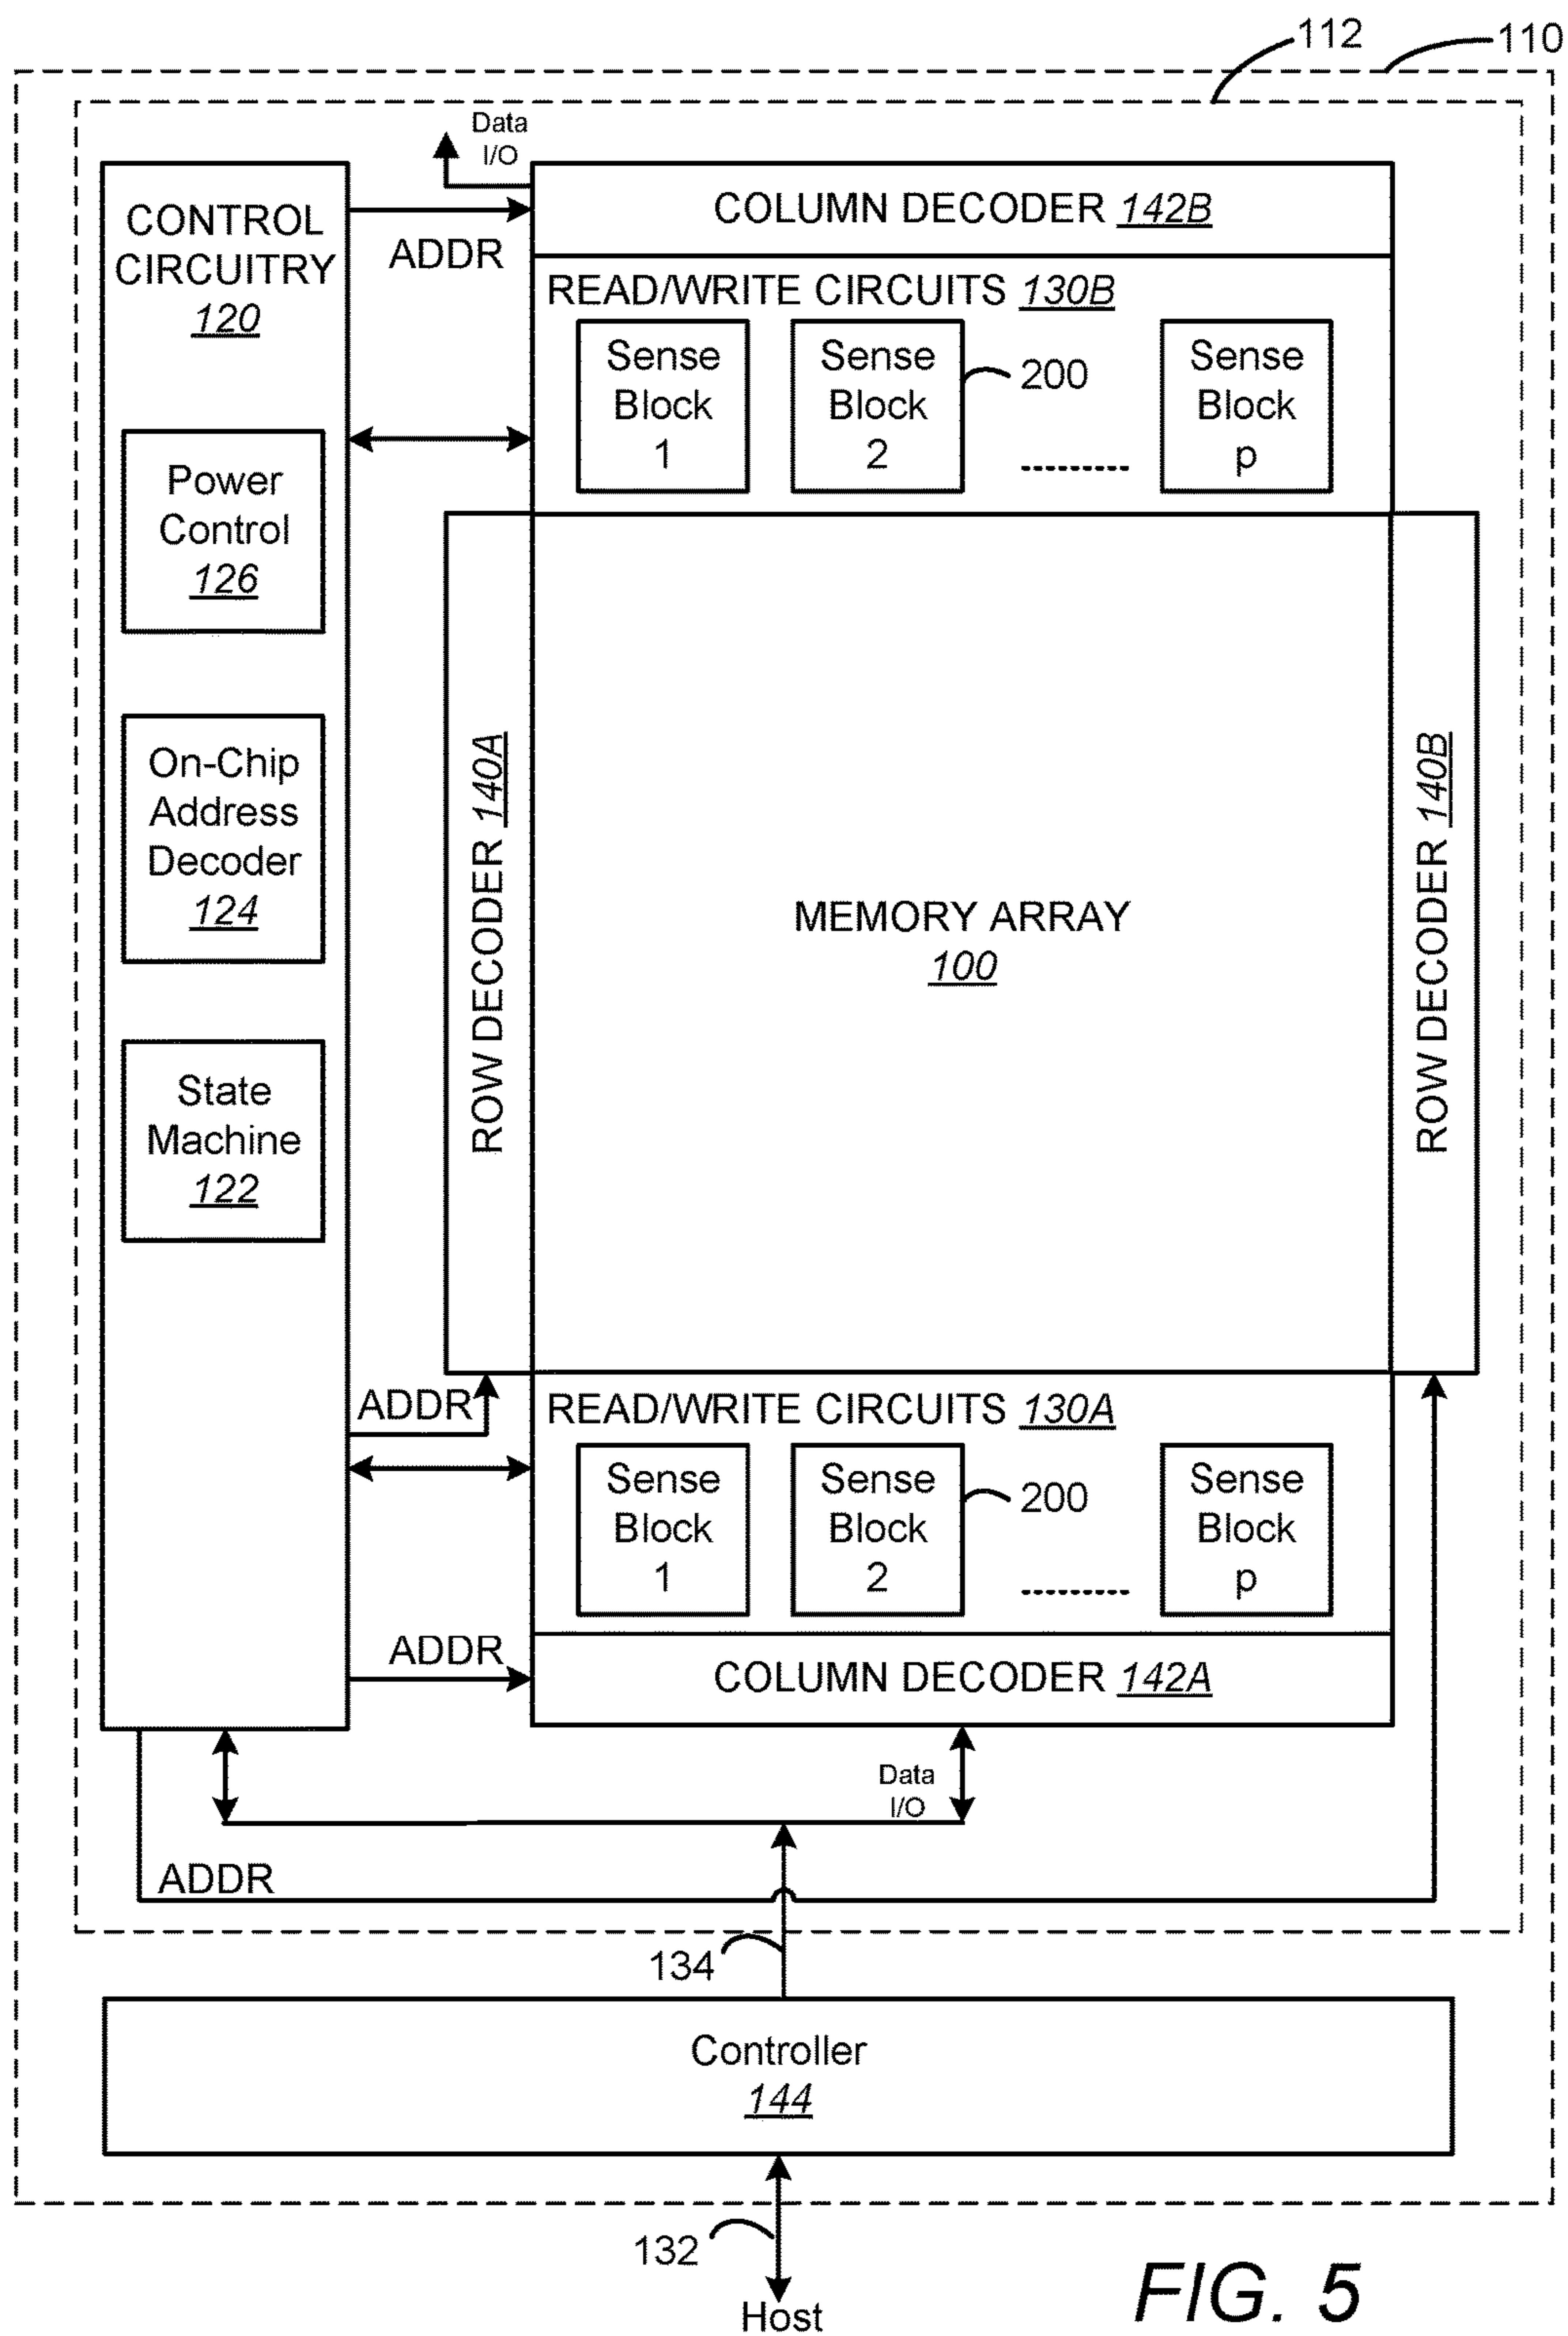 112
110
Data
I/O
CONTROL
CIRCUITRY
120
ADDR
COLUMN DECODER 142B
READ/WRITE CIRCUITS 130B
Sense
Block
1
Sense
Block
2
200
Sense
Block
p
Power
Control
126
On-Chip
Address
Decoder
124
State
Machine
122
ROW DECODER 140A
MEMORY ARRAY
100
ROW DECODER 140B
ADDR
READ/WRITE CIRCUITS 130A
Sense
Block
1
Sense
Block
2
200
Sense
Block
p
ADDR
COLUMN DECODER 142A
Data
I/O
ADDR
134
Controller
144
132
Host
FIG. 5